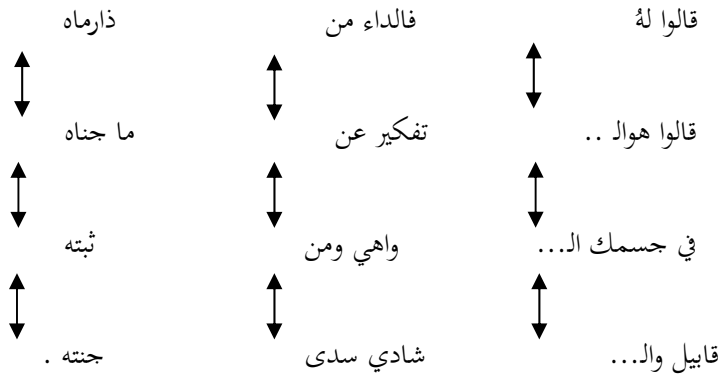 قالوا لهُ فالداء من ذارماه
قالوا هوالـ .. تفكير عن ما جناه
في جسمك الـ... واهي ومن ثبته
قابيل والـ... شادي سدى جنته .